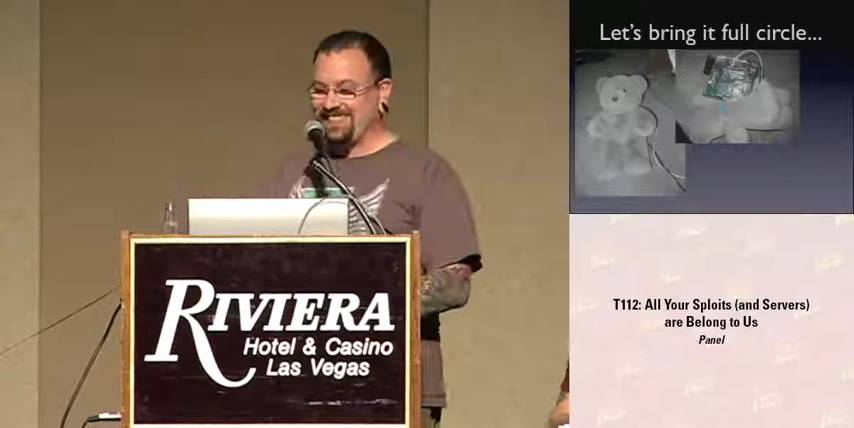 Let's bring it full circle...
RIVIERA
Hotel & Casino
Las Vegas
T112: All Your Sploits (and Servers)
are Belong to Us
Panel